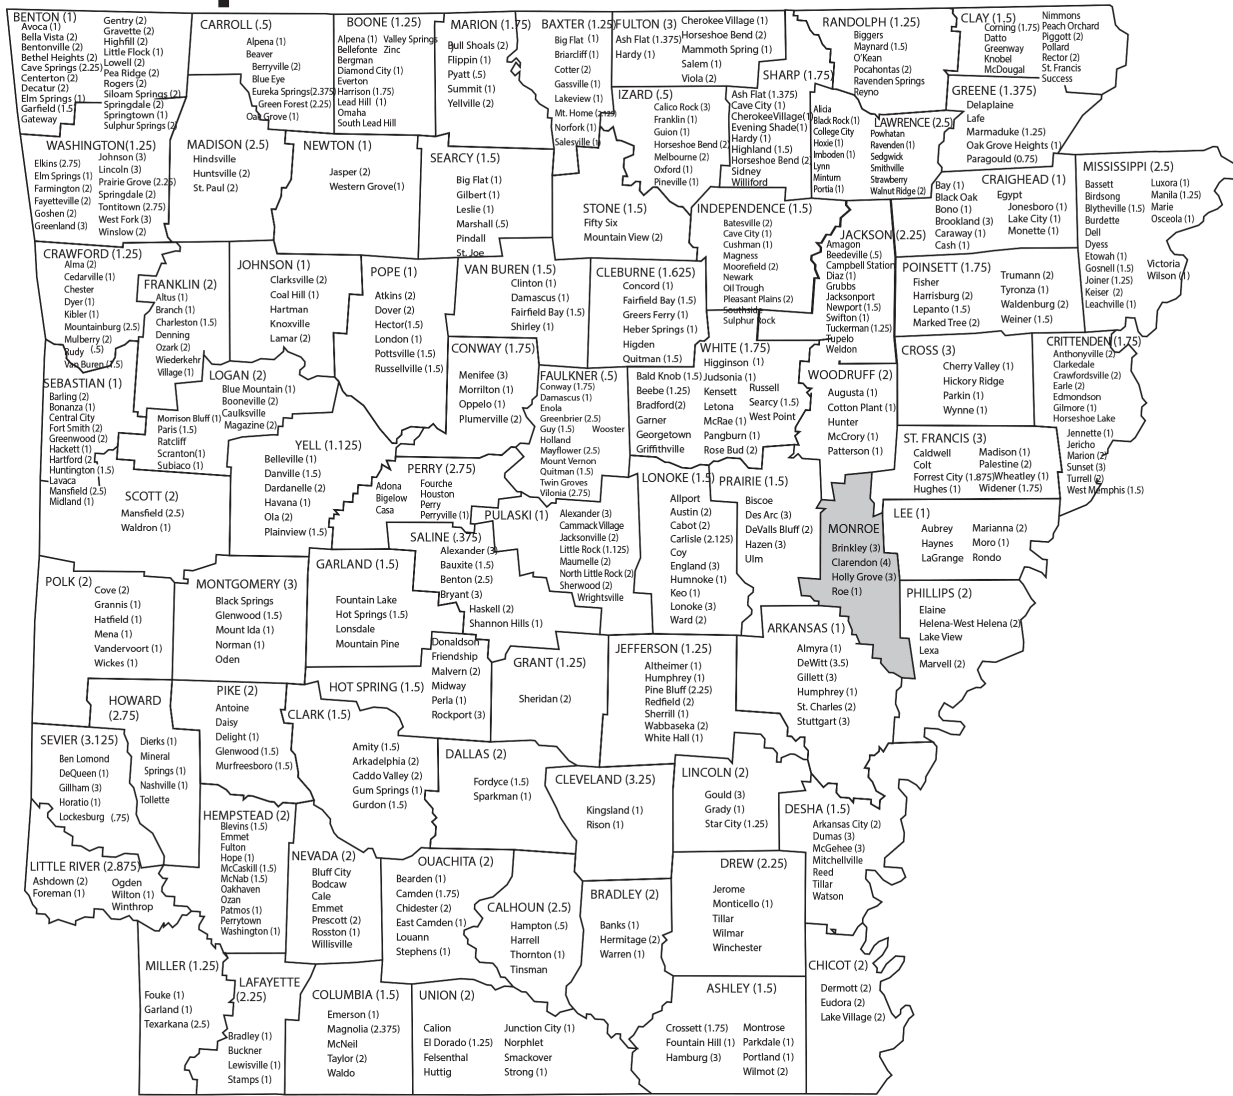 BENTON (1)
Avoca (1)
Bella Vista (2)
Bentonville (2)
Bethel Heights (2)
Cave Springs (2.25)
Centerton (2)
Decatur (2)
Elm Springs (1)
Garfield (1.5)
Gateway
Gentry (2)
Gravette (2)
Highfill (2)
Little Flock (1)
Lowell (2)
Pea Ridge (2)
Rogers (2)
Siloam Springs (2)
Springdale (2)
Springtown (1)
Sulphur Springs (2)
CARROLL (.5)
Alpena (1)
Beaver
Berryville (2)
Blue Eye
Eureka Springs(2.375)
Green Forest (2.25)
Oak Grove (1)
BOONE (1.25)
Alpena (1) Valley Springs
Bellefonte Zinc
Bergman
Diamond City (1)
Everton
Harrison (1.75)
Lead Hill (1)
Omaha
South Lead Hill
MARION (1.75)
Bull Shoals (2)
Flippin (1)
Pyatt (.5)
Summit (1)
Yellville (2)
BAXTER (1.25)
Big Flat (1)
Briarcliff (1)
Cotter (2)
Gassville (1)
Lakeview (1)
Mt. Home (2.125)
Norfork (1)
Salesville (1)
FULTON (3)
Ash Flat (1.375)
Hardy (1)
Cherokee Village (1)
Horseshoe Bend (2)
Mammoth Spring (1)
Salem (1)
Viola (2)
SHARP (1.75)
Ash Flat (1.375)
Cave City (1)
CherokeeVillage(1)
Evening Shade(1)
Hardy (1)
Highland (1.5)
Horseshoe Bend (2)
Sidney
Williford
RANDOLPH (1.25)
Biggers
Maynard (1.5)
O'Kean
Pocahontas (2)
Ravenden Springs
Reyno
CLAY (1.5)
Corning (1.75)
Datto
Greenway
Knobel
McDougal
Nimmons
Peach Orchard
Piggott (2)
Pollard
Rector (2)
St. Francis
Success
GREENE (1.375)
Delaplaine
Lafe
Marmaduke (1.25)
Oak Grove Heights (1)
Paragould (0.75)
IZARD (.5)
Calico Rock (3)
Franklin (1)
Guion (1)
Horseshoe Bend (2)
Melbourne (2)
Oxford (1)
Pineville (1)
LAWRENCE (2.5)
Alicia
Black Rock (1)
College City
Hoxie (1)
Imboden (1)
Lynn
Minturn
Portia (1)
Powhatan
Ravenden (1)
Sedgwick
Smithville
Strawberry
Walnut Ridge (2)
WASHINGTON(1.25)
Elkins (2.75)
Elm Springs (1)
Farmington (2)
Fayetteville (2)
Goshen (2)
Greenland (3)
Johnson (3)
Lincoln (3)
Prairie Grove (2.25)
Springdale (2)
Tontitown (2.75)
West Fork (3)
Winslow (2)
MADISON (2.5)
Hindsville
Huntsville (2)
St. Paul (2)
NEWTON (1)
Jasper (2)
Western Grove(1)
SEARCY (1.5)
Big Flat (1)
Gilbert (1)
Leslie (1)
Marshall (.5)
Pindall
St. Joe
STONE (1.5)
Fifty Six
Mountain View (2)
INDEPENDENCE (1.5)
Batesville (2)
Cave City (1)
Cushman (1)
Magness
Moorefield (2)
Newark
Oil Trough
Pleasant Plains (2)
Southside
Sulphur Rock
JACKSON (2.25)
Amagon
Beedeville (.5)
Campbell Station
Diaz (1)
Grubbs
Jacksonport
Newport (1.5)
Swifton (1)
Tuckerman (1.25)
Tupelo
Weldon
CRAIGHEAD (1)
Bay (1)
Black Oak
Bono (1)
Brookland (3)
Caraway (1)
Cash (1)
Egypt
Jonesboro (1)
Lake City (1)
Monette (1)
MISSISSIPPI (2.5)
Bassett
Birdsong
Blytheville (1.5)
Burdette
Dell
Dyess
Etowah (1)
Gosnell (1.5)
Joiner (1.25)
Keiser (2)
Leachville (1)
Luxora (1)
Manila (1.25)
Marie
Osceola (1)
Victoria
Wilson (1)
CRAWFORD (1.25)
Alma (2)
Cedarville (1)
Chester
Dyer (1)
Kibler (1)
Mountainburg (2.5)
Mulberry (2)
Rudy (.5)
Van Buren (1.5)
FRANKLIN (2)
Altus (1)
Branch (1)
Charleston (1.5)
Denning
Ozark (2)
Wiederkehr
Village (1)
JOHNSON (1)
Clarksville (2)
Coal Hill (1)
Hartman
Knoxville
Lamar (2)
POPE (1)
Atkins (2)
Dover (2)
Hector(1.5)
London (1)
Pottsville (1.5)
Russellville (1.5)
VAN BUREN (1.5)
Clinton (1)
Damascus (1)
Fairfield Bay (1.5)
Shirley (1)
CLEBURNE (1.625)
Concord (1)
Fairfield Bay (1.5)
Greers Ferry (1)
Heber Springs (1)
Higden
Quitman (1.5)
POINSETT (1.75)
Fisher
Harrisburg (2)
Lepanto (1.5)
Marked Tree (2)
Trumann (2)
Tyronza (1)
Waldenburg (2)
Weiner (1.5)
CONWAY (1.75)
Menifee (3)
Morrilton (1)
Oppelo (1)
Plumerville (2)
FAULKNER (.5)
Conway (1.75)
Damascus (1)
Enola
Greenbrier (2.5)
Guy (1.5) Wooster
Holland
Mayflower (2.5)
Mount Vernon
Quitman (1.5)
Twin Groves
Vilonia (2.75)
WHITE (1.75)
Bald Knob (1.5)
Beebe (1.25)
Bradford(2)
Garner
Georgetown
Griffithville
Higginson (1)
Judsonia (1)
Kensett
Letona
McRae (1)
Pangburn (1)
Rose Bud (2)
Russell
Searcy (1.5)
West Point
WOODRUFF (2)
Augusta (1)
Cotton Plant (1)
Hunter
McCrory (1)
Patterson (1)
CROSS (3)
Cherry Valley (1)
Hickory Ridge
Parkin (1)
Wynne (1)
CRITTENDEN (1.75)
Anthonyville (2)
Clarkedale
Crawfordsville (2)
Earle (2)
Edmondson
Gilmore (1)
Horseshoe Lake
Jennette (1)
Jericho
Marion (2)
Sunset (3)
Turrell (2)
West Memphis (1.5)
SEBASTIAN (1)
Barling (2)
Bonanza (1)
Central City
Fort Smith (2)
Greenwood (2)
Hackett (1)
Hartford (2)
Huntington (1.5)
Lavaca
Mansfield (2.5)
Midland (1)
LOGAN (2)
Blue Mountain (1)
Booneville (2)
Caulksville
Magazine (2)
Morrison Bluff (1)
Paris (1.5)
Ratcliff
Scranton(1)
Subiaco (1)
YELL (1.125)
Belleville (1)
Danville (1.5)
Dardanelle (2)
Havana (1)
Ola (2)
Plainview (1.5)
PERRY (2.75)
Adona
Bigelow
Casa
Fourche
Houston
Perry
Perryville (1)
SCOTT (2)
Mansfield (2.5)
Waldron (1)
PULASKI (1)
Alexander (3)
Cammack Village
Jacksonville (2)
Little Rock (1.125)
Maumelle (2)
North Little Rock (2)
Sherwood (2)
Wrightsville
LONOKE (1.5)
Allport
Austin (2)
Cabot (2)
Carlisle (2.125)
Coy
England (3)
Humnoke (1)
Keo (1)
Lonoke (3)
Ward (2)
PRAIRIE (1.5)
Biscoe
Des Arc (3)
DeValls Bluff (2)
Hazen (3)
Ulm
MONROE
Brinkley (3)
Clarendon (4)
Holly Grove (3)
Roe (1)
ST. FRANCIS (3)
Caldwell
Colt
Forrest City (1.875)
Hughes (1)
Madison (1)
Palestine (2)
Wheatley (1)
Widener (1.75)
LEE (1)
Aubrey
Haynes
LaGrange
Marianna (2)
Moro (1)
Rondo
PHILLIPS (2)
Elaine
Helena-West Helena (2)
Lake View
Lexa
Marvell (2)
SALINE (.375)
Alexander (3)
Bauxite (1.5)
Benton (2.5)
Bryant (3)
Haskell (2)
Shannon Hills (1)
GARLAND (1.5)
Fountain Lake
Hot Springs (1.5)
Lonsdale
Mountain Pine
POLK (2)
Cove (2)
Grannis (1)
Hatfield (1)
Mena (1)
Vandervoort (1)
Wickes (1)
MONTGOMERY (3)
Black Springs
Glenwood (1.5)
Mount Ida (1)
Norman (1)
Oden
HOT SPRING (1.5)
Donaldson
Friendship
Malvern (2)
Midway
Perla (1)
Rockport (3)
GRANT (1.25)
Sheridan (2)
JEFFERSON (1.25)
Altheimer (1)
Humphrey (1)
Pine Bluff (2.25)
Redfield (2)
Sherrill (1)
Wabbaseka (2)
White Hall (1)
ARKANSAS (1)
Almyra (1)
DeWitt (3.5)
Gillett (3)
Humphrey (1)
St. Charles (2)
Stuttgart (3)
HOWARD
(2.75)
Dierks (1)
Mineral
Springs (1)
Nashville (1)
Tollette
PIKE (2)
Antoine
Daisy
Delight (1)
Glenwood (1.5)
Murfreesboro (1.5)
CLARK (1.5)
Amity (1.5)
Arkadelphia (2)
Caddo Valley (2)
Gum Springs (1)
Gurdon (1.5)
DALLAS (2)
Fordyce (1.5)
Sparkman (1)
CLEVELAND (3.25)
Kingsland (1)
Rison (1)
LINCOLN (2)
Gould (3)
Grady (1)
Star City (1.25)
DESHA (1.5)
Arkansas City (2)
Dumas (3)
McGehee (3)
Mitchellville
Reed
Tillar
Watson
SEVIER (3.125)
Ben Lomond
DeQueen (1)
Gillham (3)
Horatio (1)
Lockesburg (.75)
HEMPSTEAD (2)
Blevins (1.5)
Emmet
Fulton
Hope (1)
McCaskill (1.5)
McNab (1.5)
Oakhaven
Ozan
Patmos (1)
Perrytown
Washington (1)
NEVADA (2)
Bluff City
Bodcaw
Cale
Emmet
Prescott (2)
Rosston (1)
Willisville
OUACHITA (2)
Bearden (1)
Camden (1.75)
Chidester (2)
East Camden (1)
Louann
Stephens (1)
CALHOUN (2.5)
Hampton (.5)
Harrell
Thornton (1)
Tinsman
BRADLEY (2)
Banks (1)
Hermitage (2)
Warren (1)
DREW (2.25)
Jerome
Monticello (1)
Tillar
Wilmar
Winchester
LITTLE RIVER (2.875)
Ashdown (2)
Foreman (1)
Ogden
Wilton (1)
Winthrop
MILLER (1.25)
Fouke (1)
Garland (1)
Texarkana (2.5)
LAFAYETTE
(2.25)
Bradley (1)
Buckner
Lewisville (1)
Stamps (1)
COLUMBIA (1.5)
Emerson (1)
Magnolia (2.375)
McNeil
Taylor (2)
Waldo
UNION (2)
Calion
El Dorado (1.25)
Felsenthal
Huttig
Junction City (1)
Norphlet
Smackover
Strong (1)
ASHLEY (1.5)
Crossett (1.75)
Fountain Hill (1)
Hamburg (3)
Montrose
Parkdale (1)
Portland (1)
Wilmot (2)
CHICOT (2)
Dermott (2)
Eudora (2)
Lake Village (2)